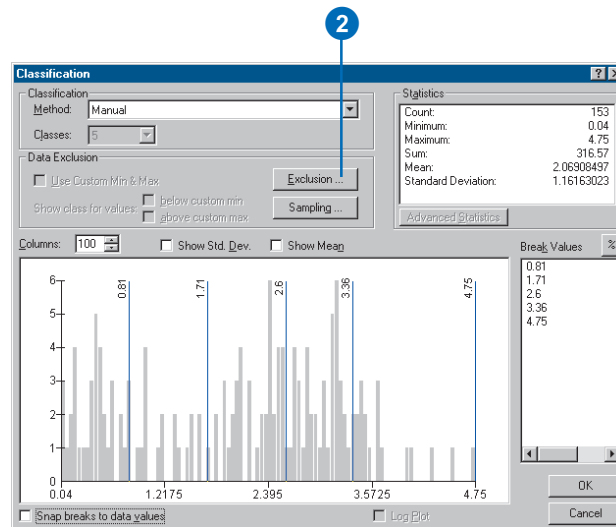 2
Classification
Classification
Method: Manual
Classes: 5
Data Exclusion
Use Custom Min & Max
Exclusion ...
Show class for values:
below custom min
above custom max
Sampling ...
Statistics
Count: 153
Minimum: 0.04
Maximum: 4.75
Sum: 316.57
Mean: 2.06908497
Standard Deviation: 1.16163023
Advanced Statistics
Columns: 100
Show Std. Dev.
Show Mean
Break Values
%
0.81
1.71
2.6
3.36
4.75
6
5
4
3
2
1
0
0.81
1.71
2.6
3.36
4.75
0.04
1.2175
2.395
3.5725
4.75
Snap breaks to data values
Log Plot
OK
Cancel